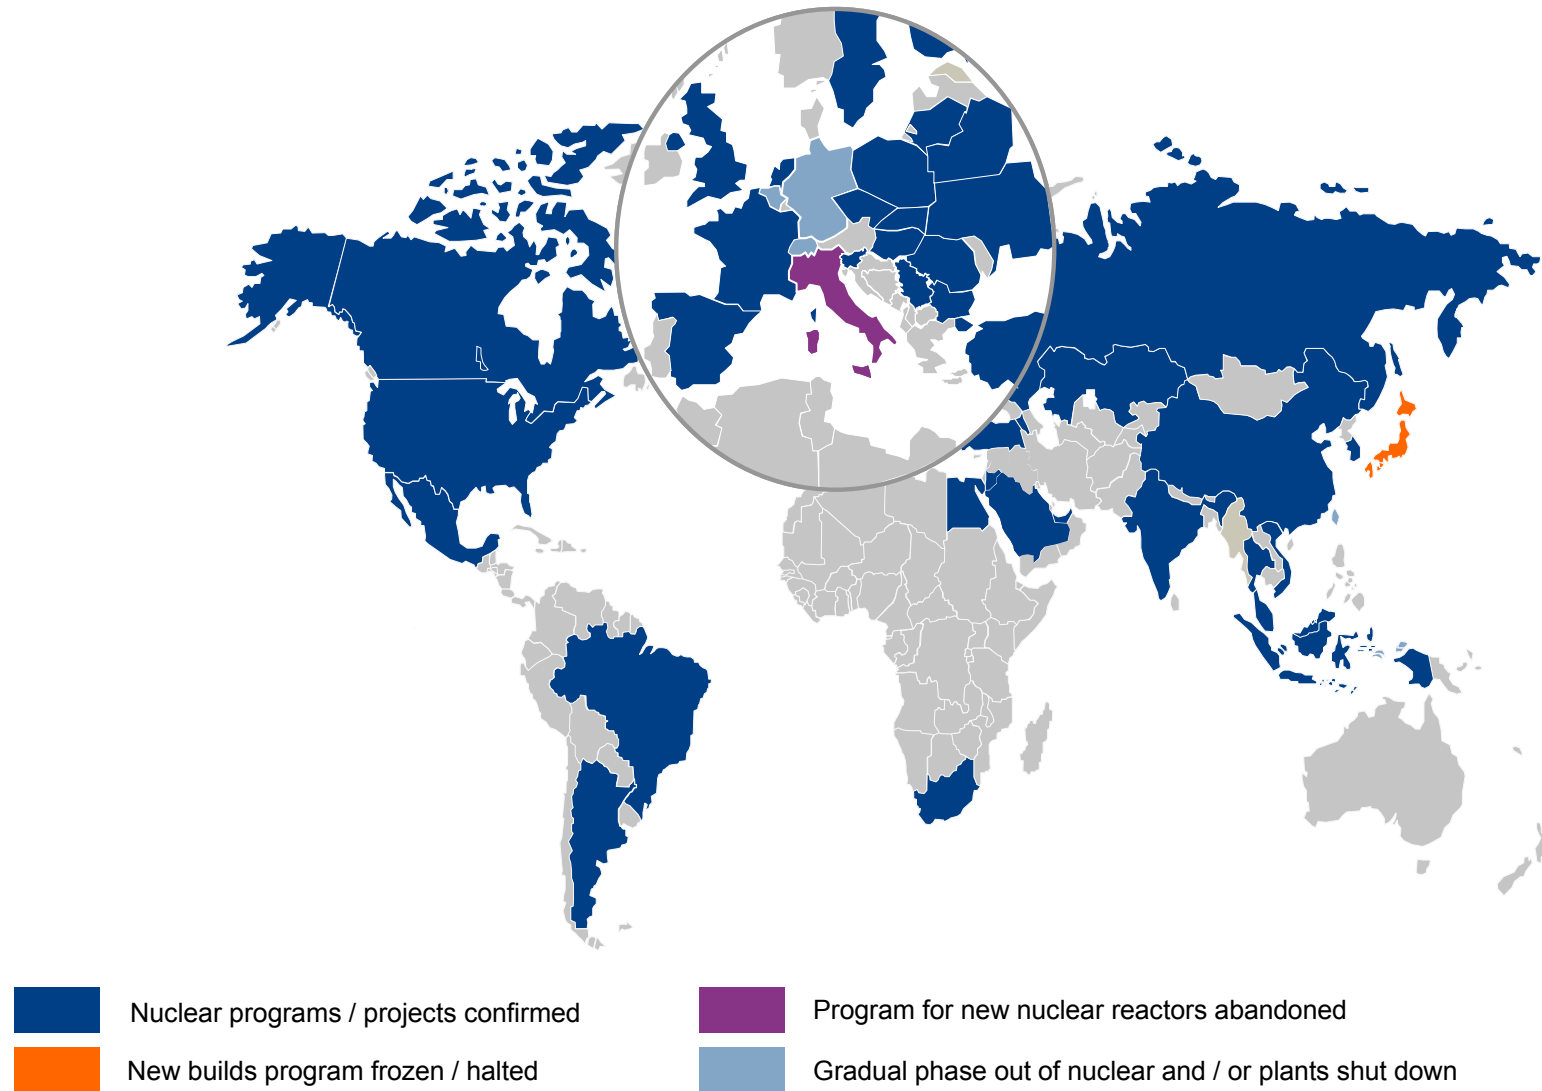 Nuclear programs / projects confirmed
New builds program frozen / halted
Program for new nuclear reactors abandoned
Gradual phase out of nuclear and / or plants shut down